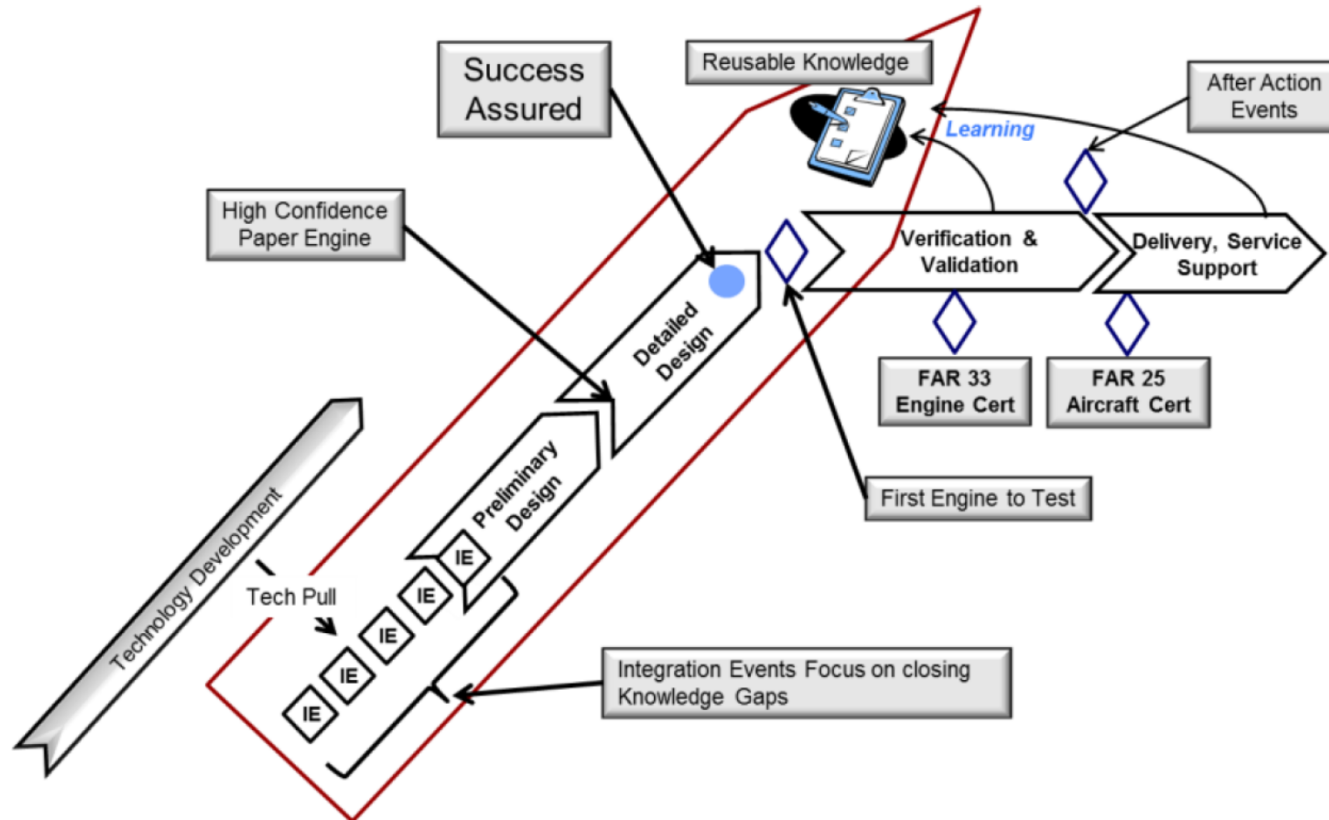 Success
Assured
Reusable Knowledge
After Action
Events
Learning
High Confidence
Paper Engine
Verification &
Validation
Delivery, Service
Support
Detailed
Design
FAR 33
Engine Cert
FAR 25
Aircraft Cert
Preliminary
Design
First Engine to Test
Technology Development
Tech Pull
IE
IE
IE
IE
IE
Integration Events Focus on closing
Knowledge Gaps